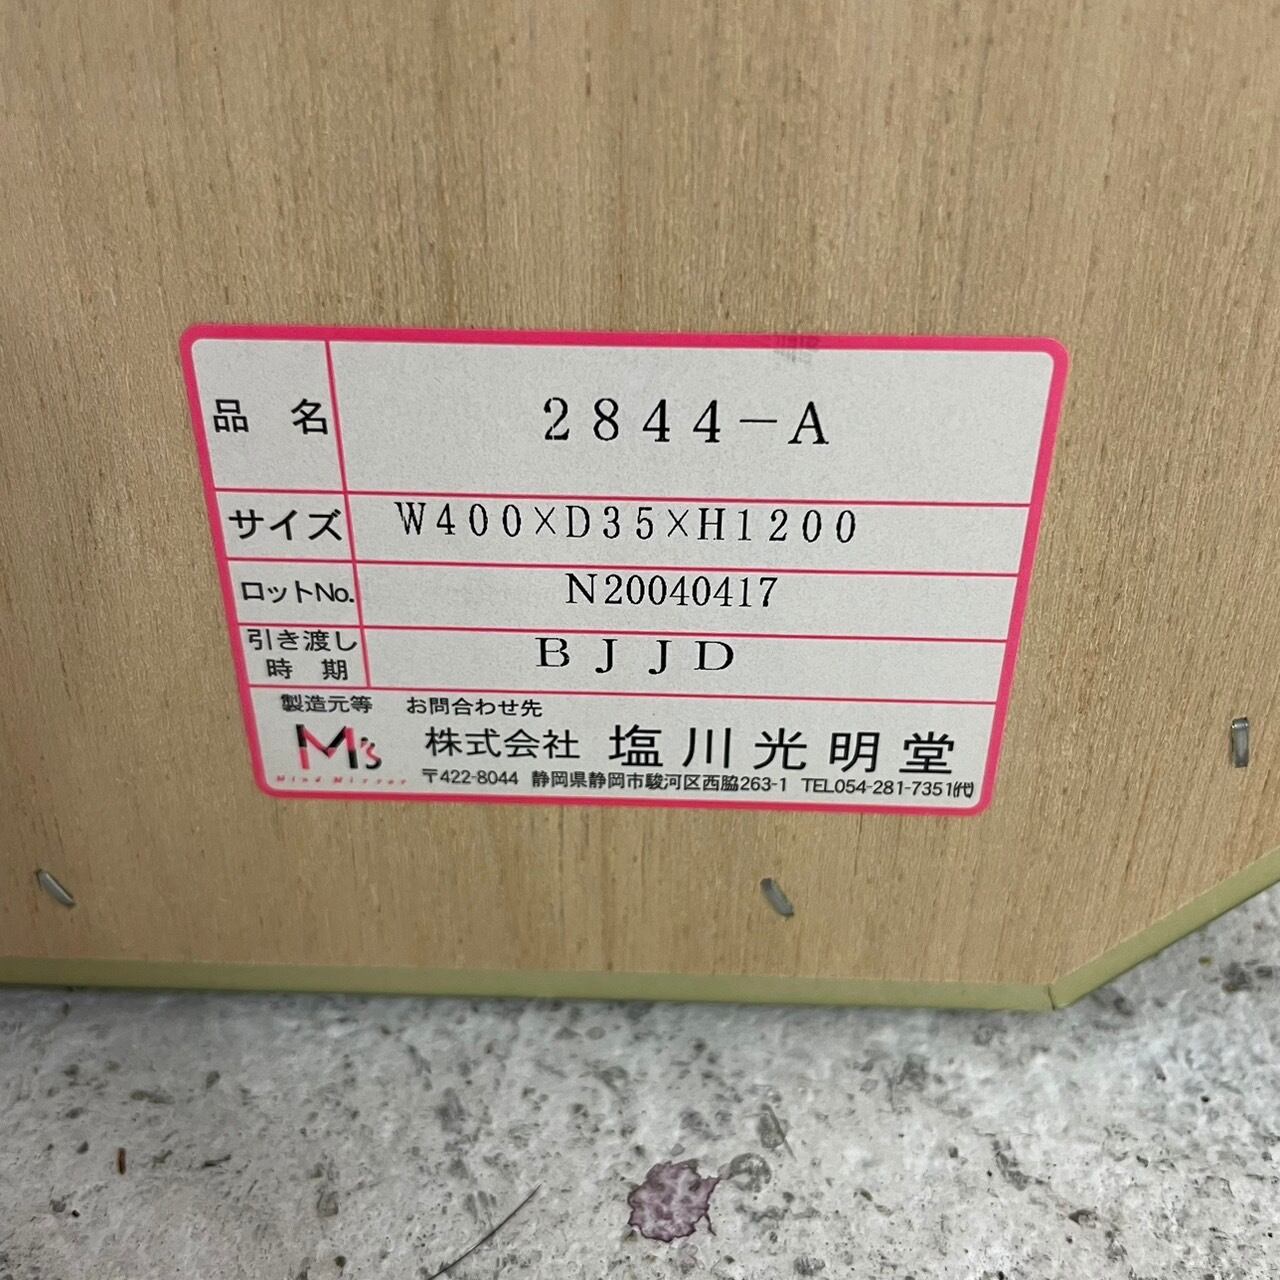 品 名 2844-A
サイズ W400×D35×H1200
ロットNo. N20040417
引き渡し
時 期 BJJD
製造元等 お問合わせ先
M's 株式会社 塩川光明堂
Mind Mirror
〒422-8044 静岡県静岡市駿河区西脇263-1 TEL054-281-7351㈹